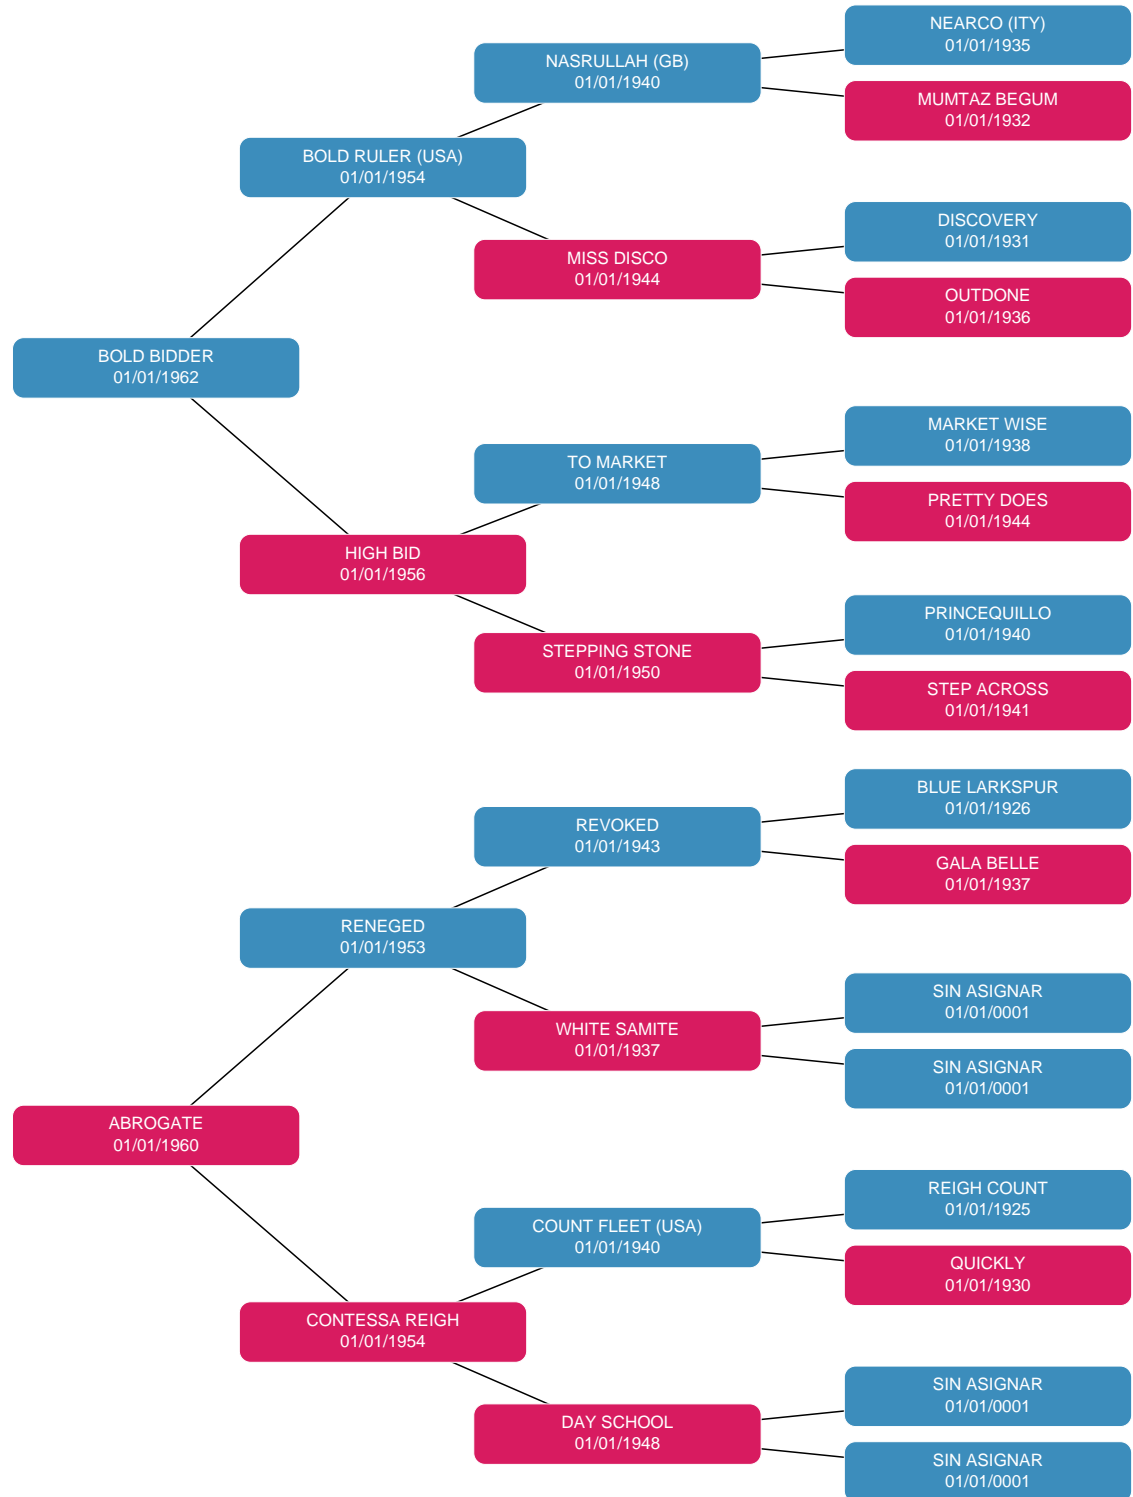 NEARCO (ITY)
01/01/1935
NASRULLAH (GB)
01/01/1940
MUMTAZ BEGUM
01/01/1932
BOLD RULER (USA)
01/01/1954
DISCOVERY
01/01/1931
MISS DISCO
01/01/1944
OUTDONE
01/01/1936
BOLD BIDDER
01/01/1962
MARKET WISE
01/01/1938
TO MARKET
01/01/1948
PRETTY DOES
01/01/1944
HIGH BID
01/01/1956
PRINCEQUILLO
01/01/1940
STEPPING STONE
01/01/1950
STEP ACROSS
01/01/1941
BLUE LARKSPUR
01/01/1926
REVOKED
01/01/1943
GALA BELLE
01/01/1937
RENEGED
01/01/1953
SIN ASIGNAR
01/01/0001
WHITE SAMITE
01/01/1937
SIN ASIGNAR
01/01/0001
ABROGATE
01/01/1960
REIGH COUNT
01/01/1925
COUNT FLEET (USA)
01/01/1940
QUICKLY
01/01/1930
CONTESSA REIGH
01/01/1954
SIN ASIGNAR
01/01/0001
DAY SCHOOL
01/01/1948
SIN ASIGNAR
01/01/0001